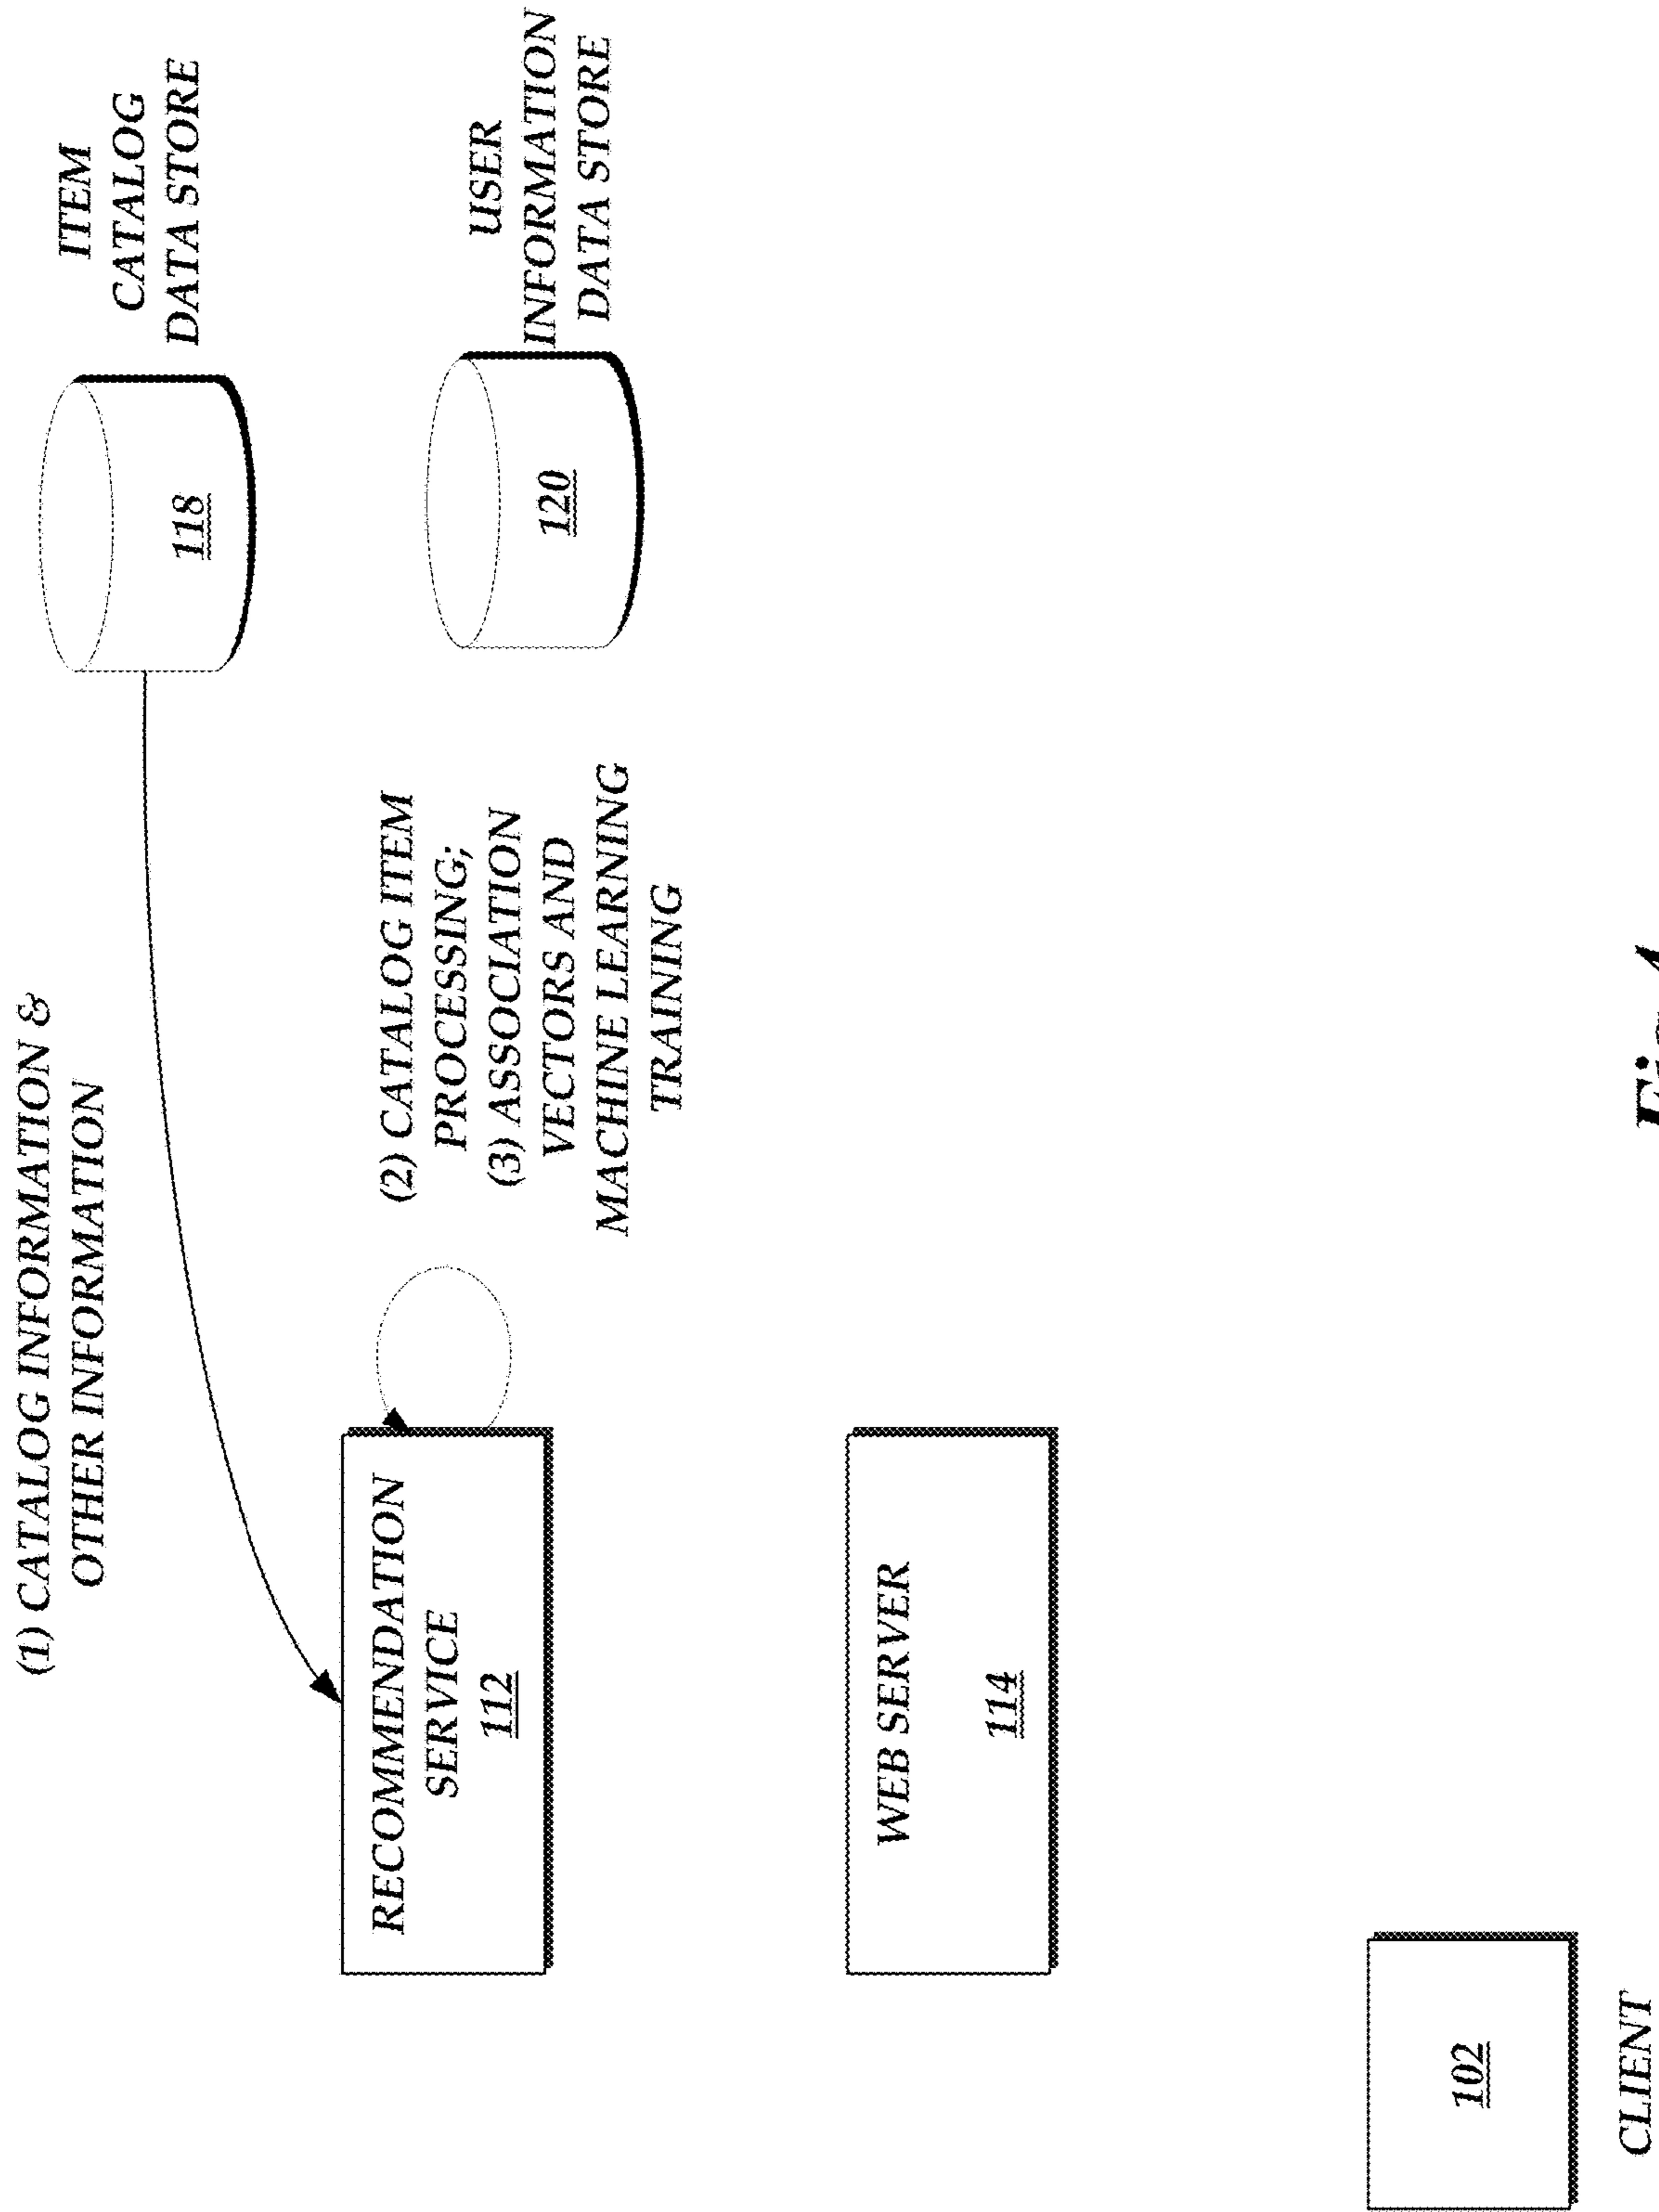 (1) CATALOG INFORMATION &
OTHER INFORMATION
ITEM
CATALOG
DATA STORE
118
RECOMMENDATION
SERVICE
112
(2) CATALOG ITEM
PROCESSING;
(3) ASSOCIATION
VECTORS AND
MACHINE LEARNING
TRAINING
USER
INFORMATION
DATA STORE
120
WEB SERVER
114
102
CLIENT